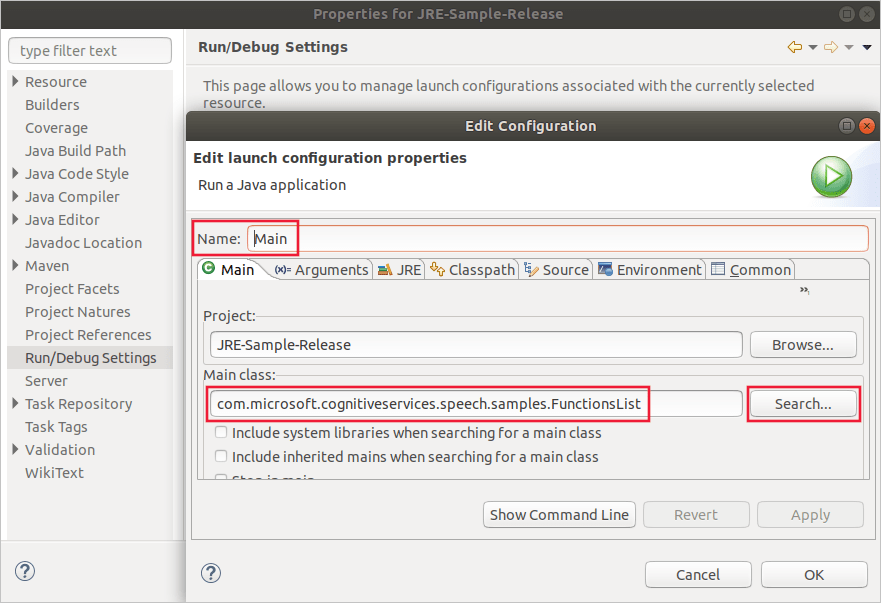 Properties for JRE-Sample-Release
type filter text
Resource
Builders
Coverage
Java Build Path
Java Code Style
Java Compiler
Java Editor
Javadoc Location
Maven
Project Facets
Project Natures
Project References
Run/Debug Settings
Server
Task Repository
Task Tags
Validation
WikiText
Run/Debug Settings
This page allows you to manage launch configurations associated with the currently selected
resource.
Edit Configuration
Edit launch configuration properties
Run a Java application
Name: Main
Main (x)= Arguments JRE Classpath Source Environment Common
Project:
JRE-Sample-Release Browse...
Main class:
com.microsoft.cognitiveservices.speech.samples.FunctionsList Search...
Include system libraries when searching for a main class
Include inherited mains when searching for a main class
Show Command Line Revert Apply
Cancel OK